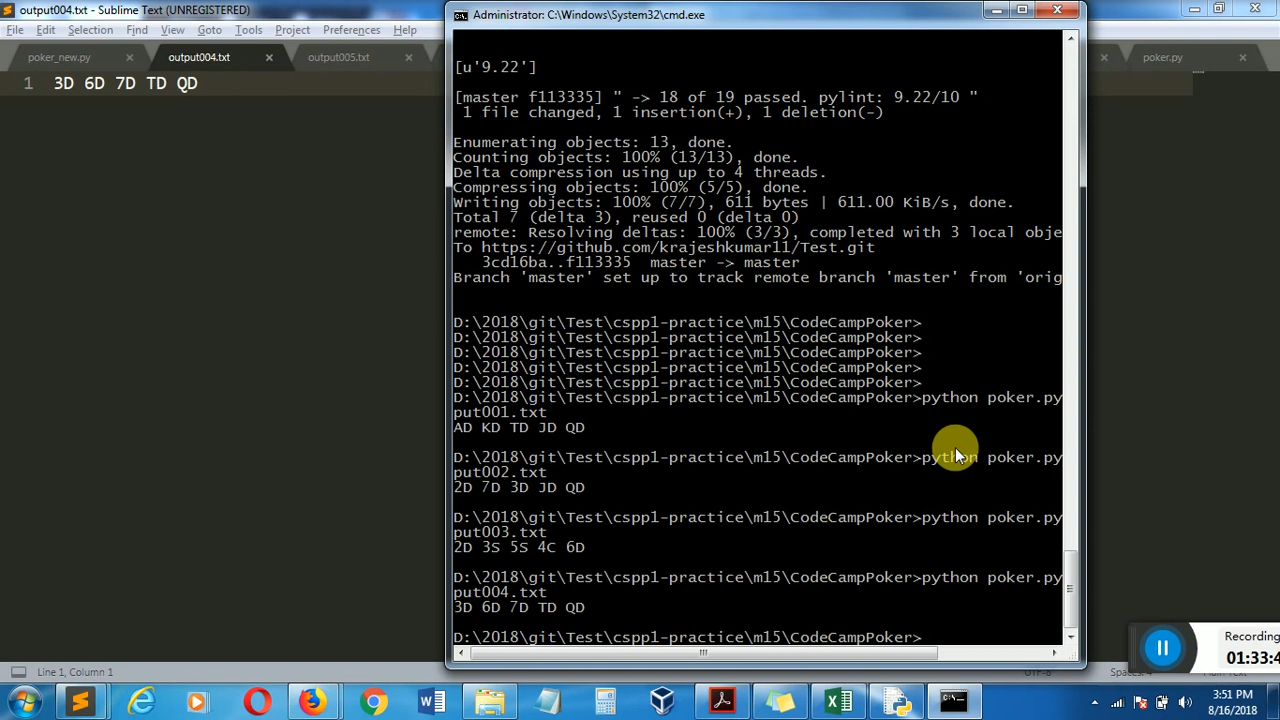 output004.txt - Sublime Text (UNREGISTERED)
File Edit Selection Find View Goto Tools Project Preferences Help
poker_new.py output004.txt output005.txt poker.py
1 3D 6D 7D TD QD
Administrator: C:\Windows\System32\cmd.exe
[u'9.22']
[master f113335] " -> 18 of 19 passed. pylint: 9.22/10 "
1 file changed, 1 insertion(+), 1 deletion(-)
Enumerating objects: 13, done.
Counting objects: 100% (13/13), done.
Delta compression using up to 4 threads.
Compressing objects: 100% (5/5), done.
Writing objects: 100% (7/7), 611 bytes | 611.00 KiB/s, done.
Total 7 (delta 3), reused 0 (delta 0)
remote: Resolving deltas: 100% (3/3), completed with 3 local obje
To https://github.com/krajeshkumar11/Test.git
3cd16ba..f113335 master -> master
Branch 'master' set up to track remote branch 'master' from 'orig
D:\2018\git\Test\cspp1-practice\m15\CodeCampPoker>
D:\2018\git\Test\cspp1-practice\m15\CodeCampPoker>
D:\2018\git\Test\cspp1-practice\m15\CodeCampPoker>
D:\2018\git\Test\cspp1-practice\m15\CodeCampPoker>
D:\2018\git\Test\cspp1-practice\m15\CodeCampPoker>
D:\2018\git\Test\cspp1-practice\m15\CodeCampPoker>python poker.py
put001.txt
AD KD TD JD QD
D:\2018\git\Test\cspp1-practice\m15\CodeCampPoker>python poker.py
put002.txt
2D 7D 3D JD QD
D:\2018\git\Test\cspp1-practice\m15\CodeCampPoker>python poker.py
put003.txt
2D 3S 5S 4C 6D
D:\2018\git\Test\cspp1-practice\m15\CodeCampPoker>python poker.py
put004.txt
3D 6D 7D TD QD
D:\2018\git\Test\cspp1-practice\m15\CodeCampPoker>
Line 1, Column 1
Recording
01:33:4
3:51 PM
8/16/2018